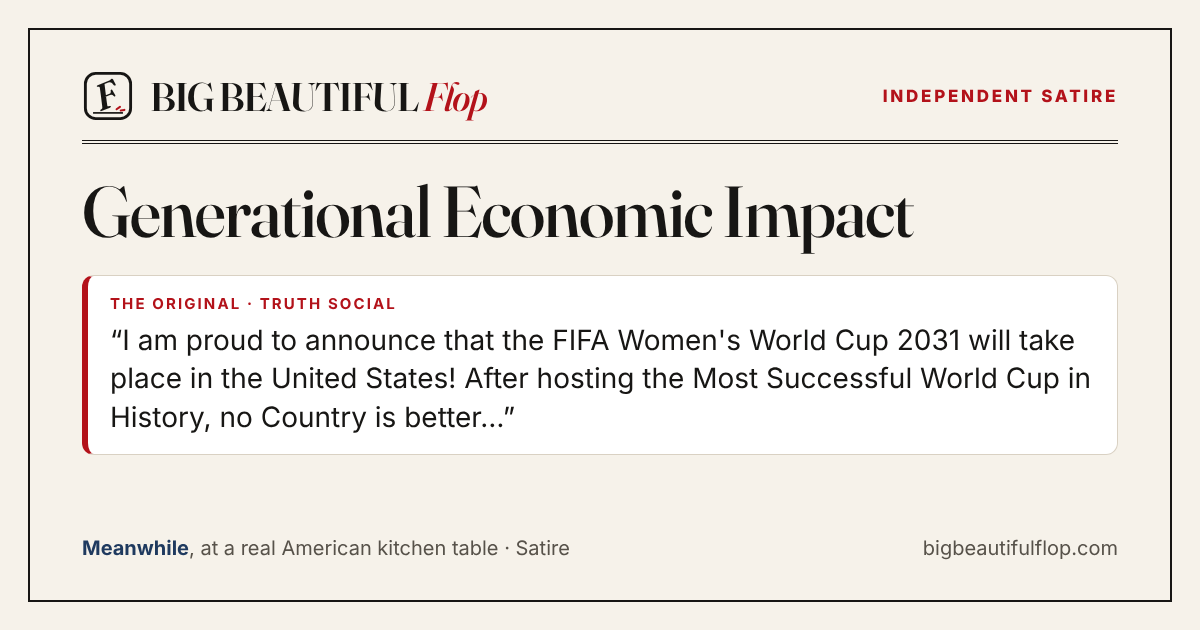 F
BIG BEAUTIFUL Flop
INDEPENDENT SATIRE
Generational Economic Impact
THE ORIGINAL · TRUTH SOCIAL
“I am proud to announce that the FIFA Women's World Cup 2031 will take
place in the United States! After hosting the Most Successful World Cup in
History, no Country is better...”
Meanwhile, at a real American kitchen table · Satire
bigbeautifulflop.com